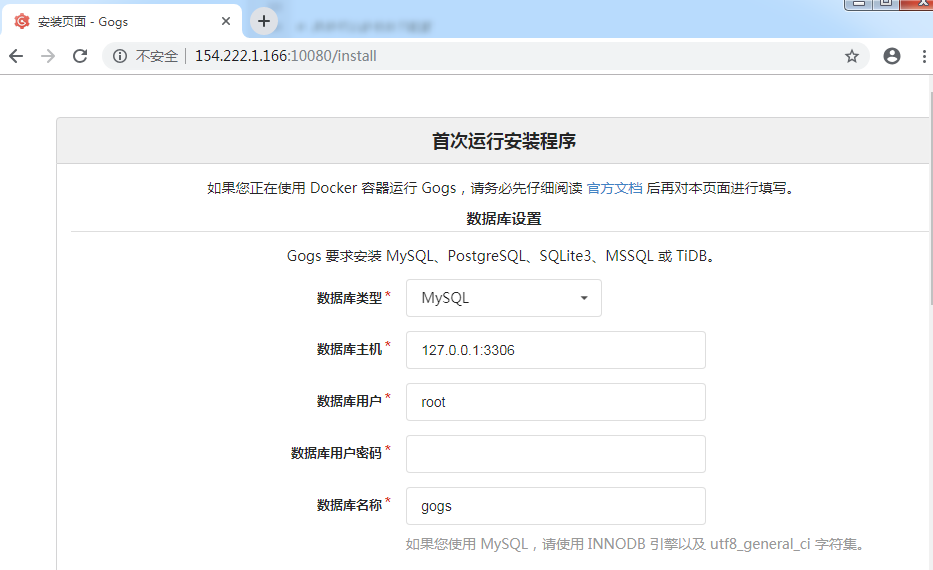 安装页面 - Gogs
不安全 154.222.1.166:10080/install
首次运行安装程序
如果您正在使用 Docker 容器运行 Gogs，请务必先仔细阅读 官方文档 后再对本页面进行填写。
数据库设置
Gogs 要求安装 MySQL、PostgreSQL、SQLite3、MSSQL 或 TiDB。
数据库类型* MySQL
数据库主机* 127.0.0.1:3306
数据库用户* root
数据库用户密码*
数据库名称* gogs
如果您使用 MySQL，请使用 INNODB 引擎以及 utf8_general_ci 字符集。